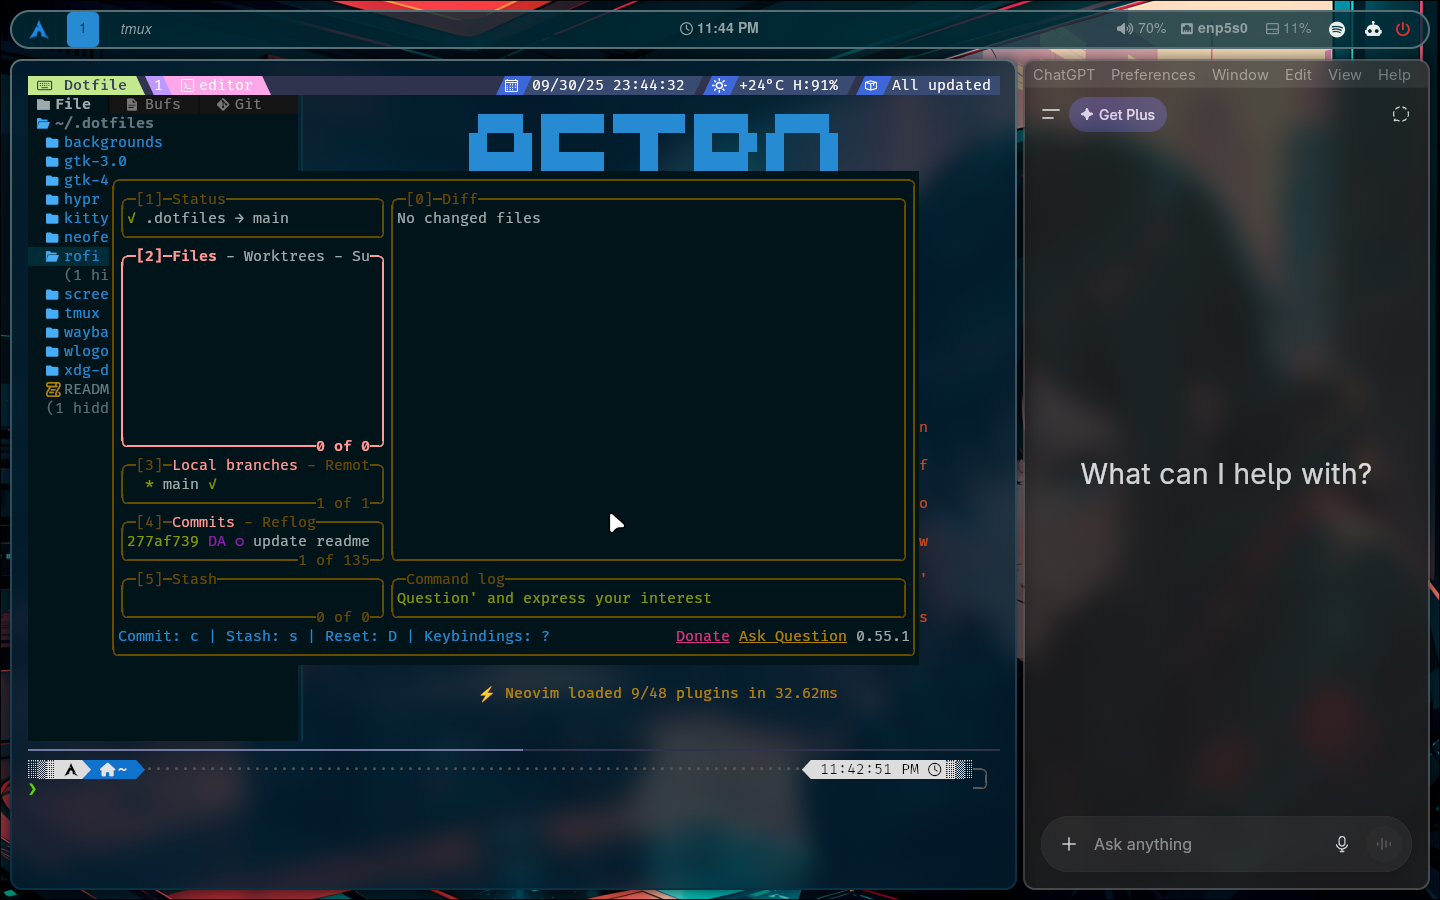 1 tmux 11:44 PM 70% enp5s0 11%
Dotfile 1 editor 09/30/25 23:44:32 +24°C H:91% All updated
File Bufs Git
~/.dotfiles
backgrounds
gtk-3.0
gtk-4
hypr
kitty
neofe
rofi
(1 hi
scree
tmux
wayba
wlogo
xdg-d
READM
(1 hidd
OCTON
[1]-Status
✓ .dotfiles → main
[2]-Files - Worktrees - Su
0 of 0
[3]-Local branches - Remot
* main ✓
1 of 1
[4]-Commits - Reflog
277af739 DA o update readme
1 of 135
[5]-Stash
0 of 0
[0]-Diff
No changed files
Command log
Question' and express your interest
Commit: c | Stash: s | Reset: D | Keybindings: ? Donate Ask Question 0.55.1
n
f
o
w
'
s
⚡ Neovim loaded 9/48 plugins in 32.62ms
~ 11:42:51 PM
❯
ChatGPT Preferences Window Edit View Help
Get Plus
What can I help with?
Ask anything